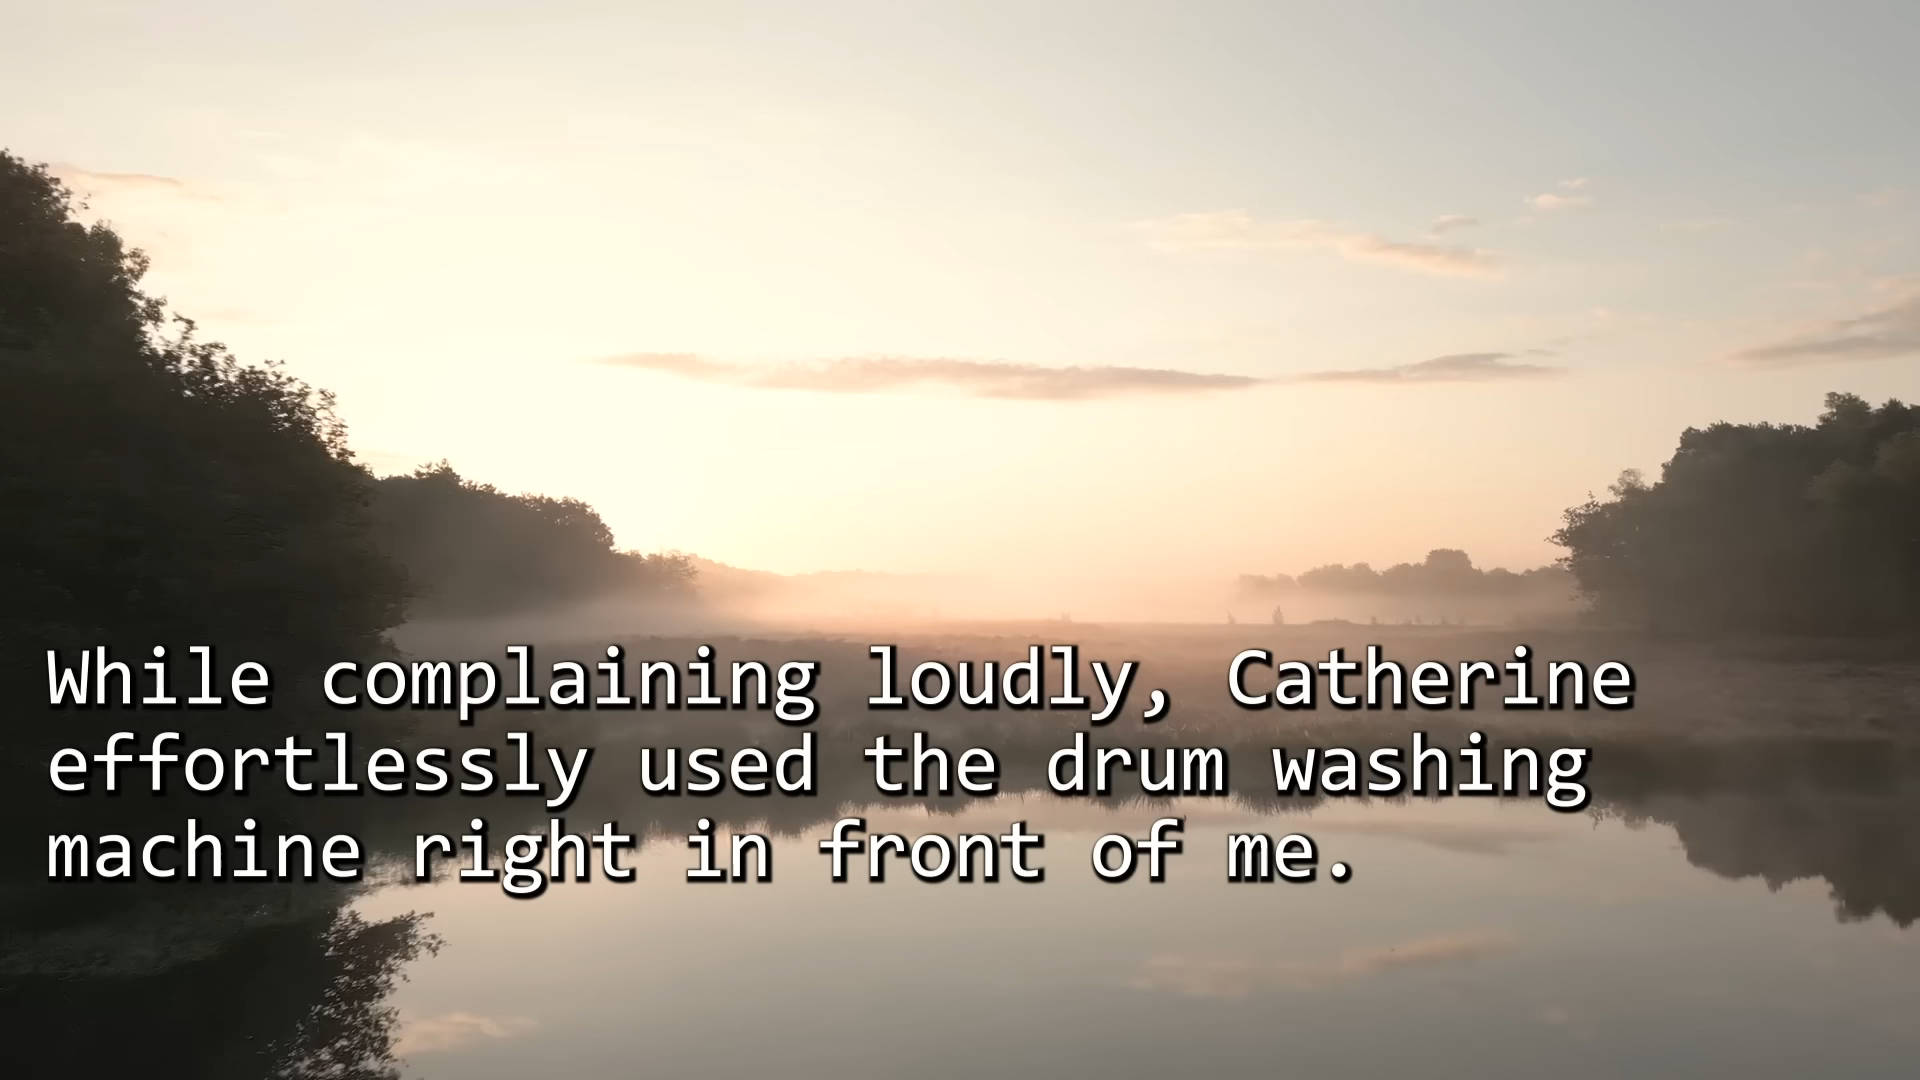 While complaining loudly, Catherine
effortlessly used the drum washing
machine right in front of me.